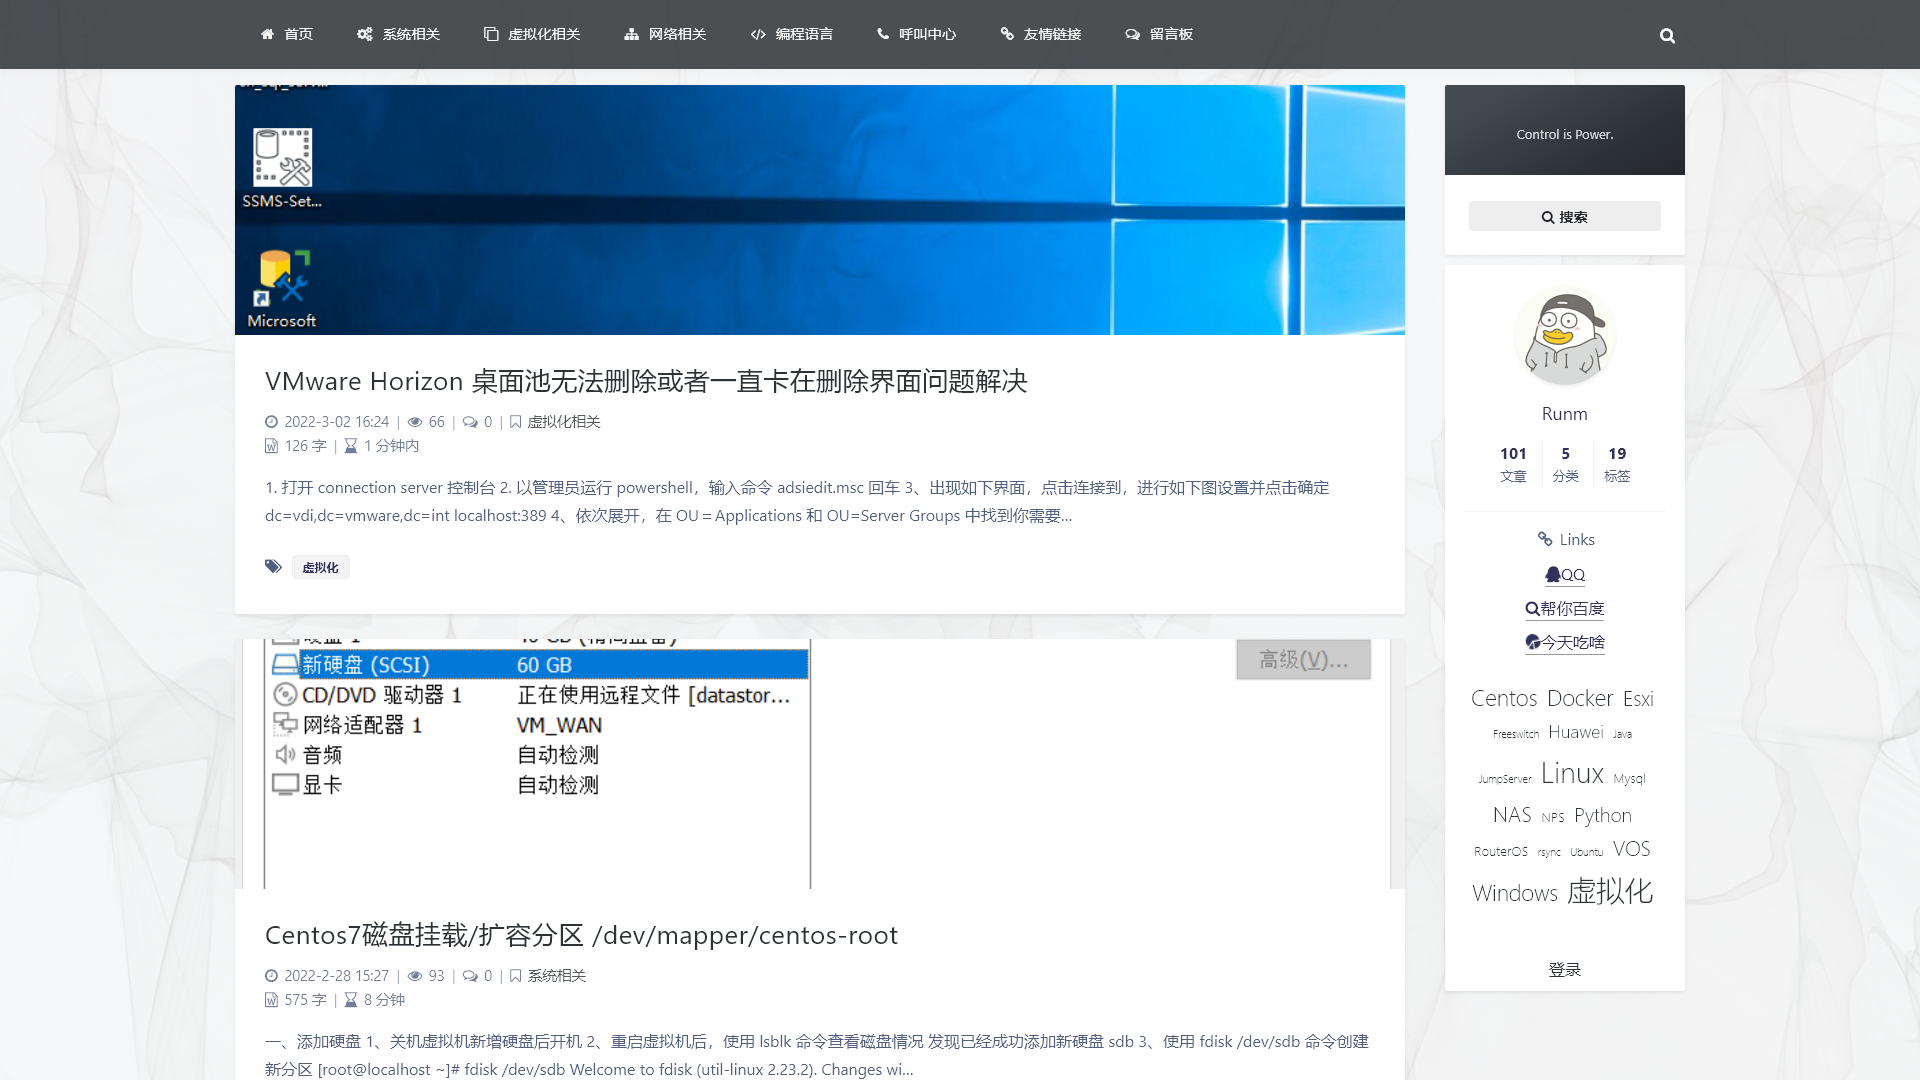 首页 系统相关 虚拟化相关 网络相关 编程语言 呼叫中心 友情链接 留言板
SSMS-Set...
Microsoft
VMware Horizon 桌面池无法删除或者一直卡在删除界面问题解决
2022-3-02 16:24 | 66 | 0 | 虚拟化相关
126 字 | 1 分钟内
1. 打开 connection server 控制台 2. 以管理员运行 powershell，输入命令 adsiedit.msc 回车 3、出现如下界面，点击连接到，进行如下图设置并点击确定
dc=vdi,dc=vmware,dc=int localhost:389 4、依次展开，在 OU＝Applications 和 OU=Server Groups 中找到你需要...
虚拟化
新硬盘 (SCSI) 60 GB
高级(V)...
CD/DVD 驱动器 1 正在使用远程文件 [datastor...
网络适配器 1 VM_WAN
音频 自动检测
显卡 自动检测
Centos7磁盘挂载/扩容分区 /dev/mapper/centos-root
2022-2-28 15:27 | 93 | 0 | 系统相关
575 字 | 8 分钟
一、添加硬盘 1、关机虚拟机新增硬盘后开机 2、重启虚拟机后，使用 lsblk 命令查看磁盘情况 发现已经成功添加新硬盘 sdb 3、使用 fdisk /dev/sdb 命令创建
新分区 [root@localhost ~]# fdisk /dev/sdb Welcome to fdisk (util-linux 2.23.2). Changes wi...
Control is Power.
搜索
Runm
101 5 19
文章 分类 标签
Links
QQ
帮你百度
今天吃啥
Centos Docker Esxi
Freeswitch Huawei Java
JumpServer Linux Mysql
NAS NPS Python
RouterOS rsync Ubuntu VOS
Windows 虚拟化
登录